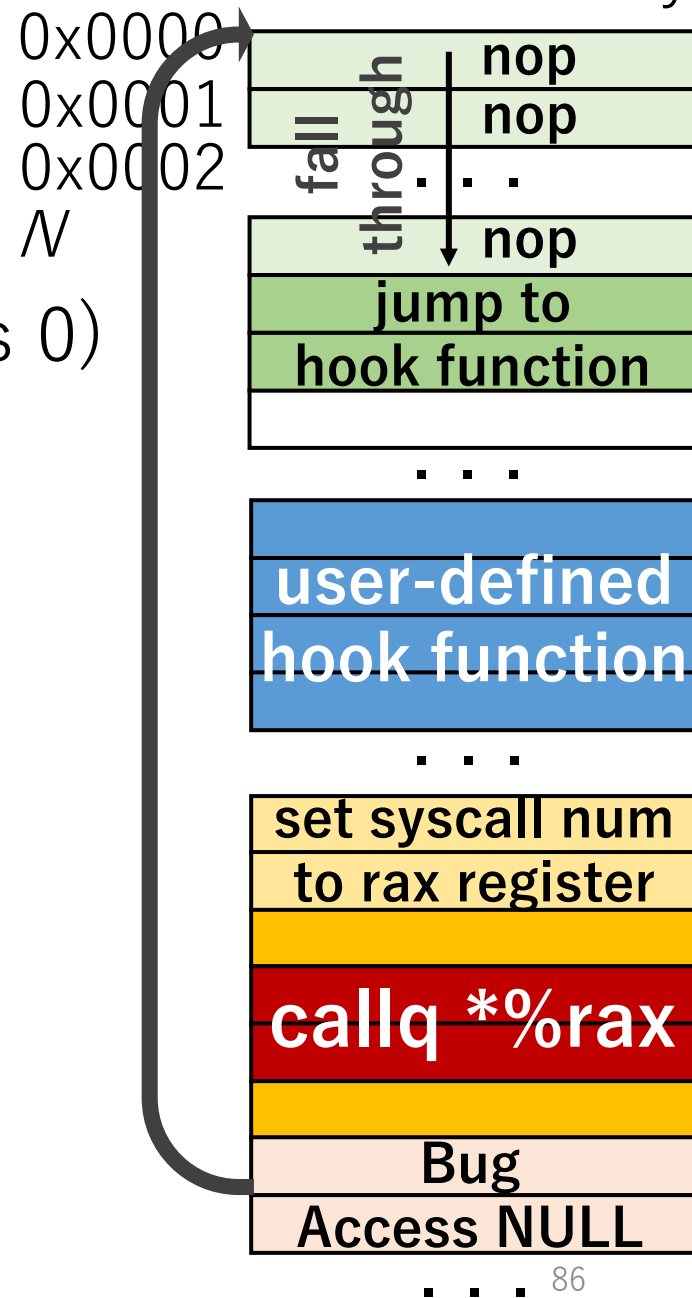 0x0000
0x0001
0x0002
N
s 0)
nop
nop
fall
through
. . .
nop
jump to
hook function
. . .
user-defined
hook function
. . .
set syscall num
to rax register
callq *%rax
Bug
Access NULL
. . .
86